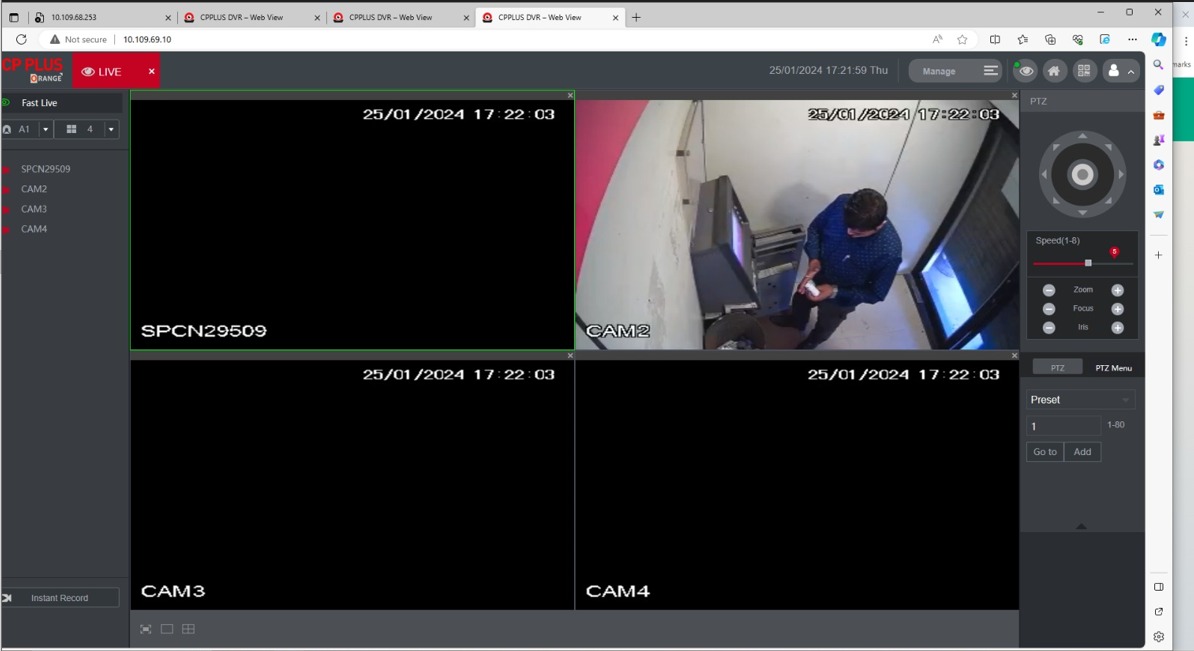 10.109.68.253
CPPLUS DVR – Web View
CPPLUS DVR – Web View
CPPLUS DVR – Web View
Not secure
10.109.69.10
CP PLUS
ORANGE
LIVE
25/01/2024 17:21:59 Thu
Manage
marks
Fast Live
A1
4
SPCN29509
CAM2
CAM3
CAM4
Instant Record
25/01/2024 17:22:03
SPCN29509
25/01/2024 17:22:03
CAM2
25/01/2024 17:22:03
CAM3
25/01/2024 17:22:03
CAM4
PTZ
Speed(1-8)
5
Zoom
Focus
Iris
PTZ
PTZ Menu
Preset
1
1-80
Go to
Add